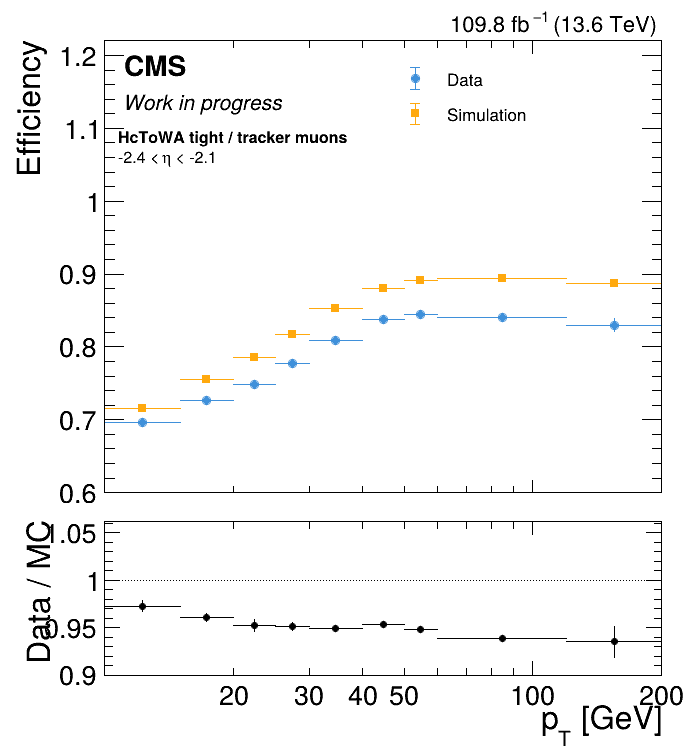 109.8 fb⁻¹ (13.6 TeV)
Efficiency
CMS
Work in progress
HcToWA tight / tracker muons
-2.4 < η < -2.1
Data
Simulation
1.2
1.1
1
0.9
0.8
0.7
0.6
Data / MC
1.05
1
0.95
0.9
20 30 40 50 100 200
p_T [GeV]